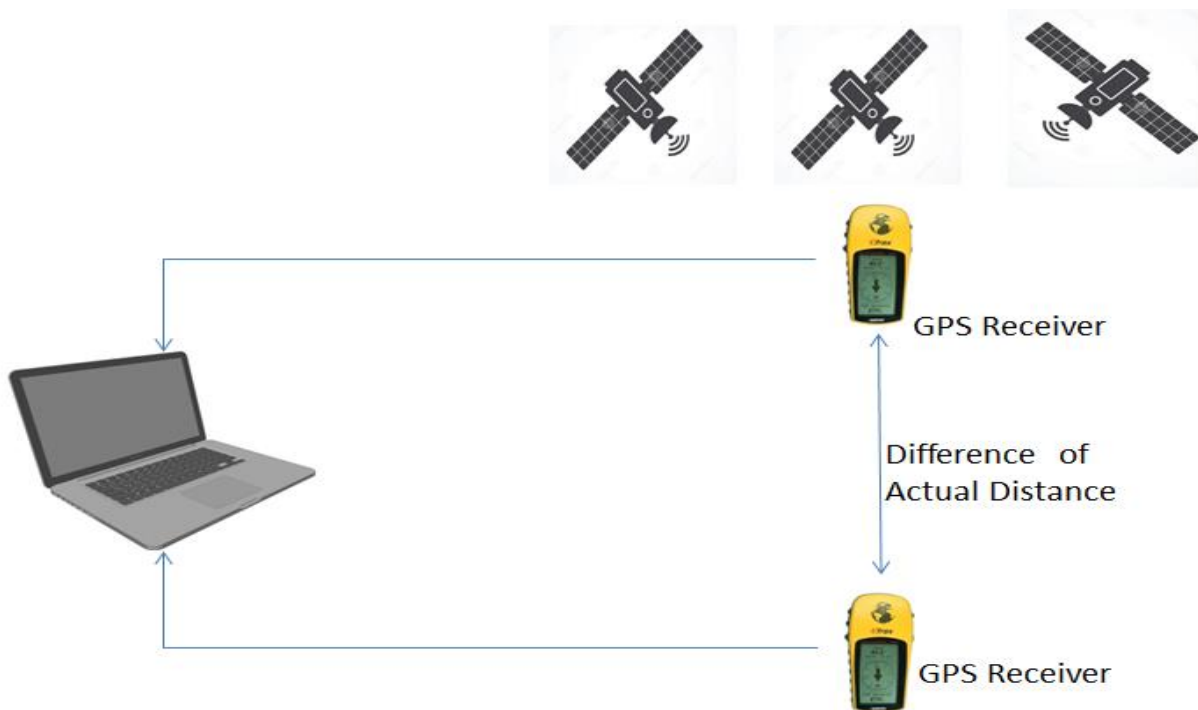 GPS Receiver
Difference of
Actual Distance
GPS Receiver